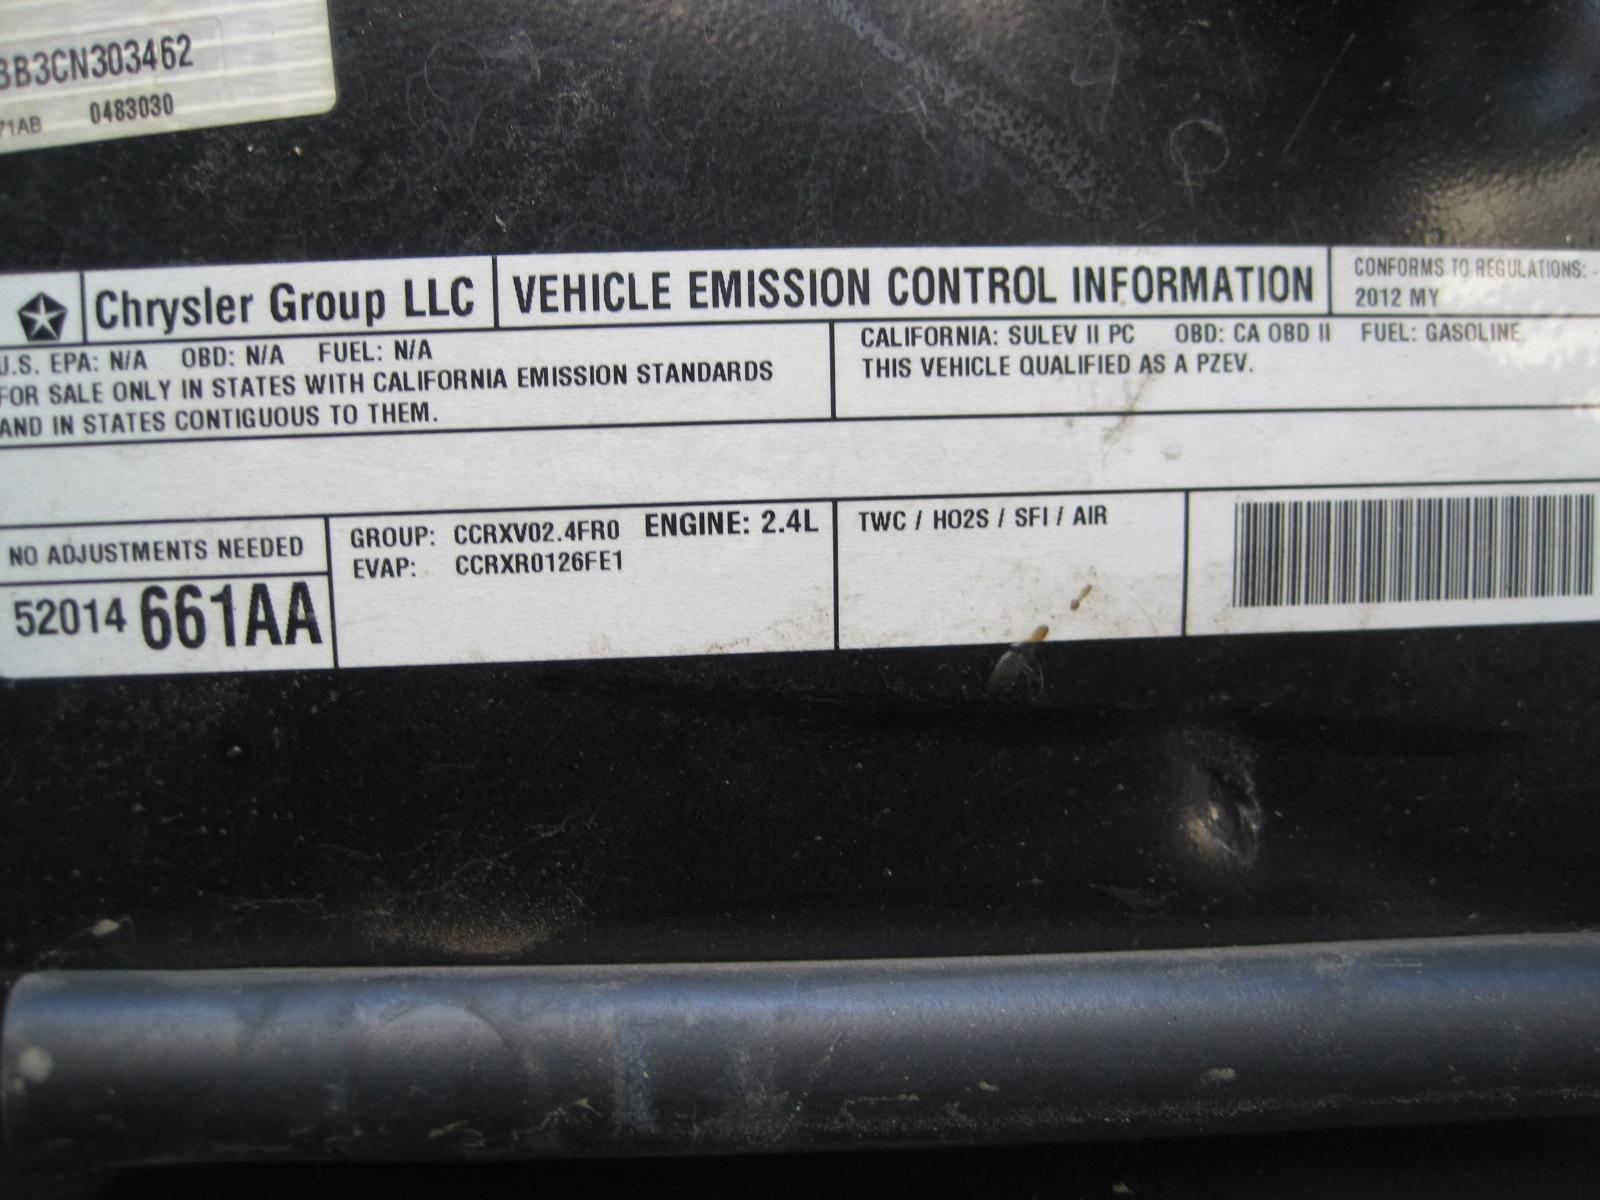 3B3CN303462
71AB 0483030
Chrysler Group LLC VEHICLE EMISSION CONTROL INFORMATION CONFORMS TO REGULATIONS:
2012 MY
U.S. EPA: N/A OBD: N/A FUEL: N/A
FOR SALE ONLY IN STATES WITH CALIFORNIA EMISSION STANDARDS
AND IN STATES CONTIGUOUS TO THEM.
CALIFORNIA: SULEV II PC OBD: CA OBD II FUEL: GASOLINE
THIS VEHICLE QUALIFIED AS A PZEV.
NO ADJUSTMENTS NEEDED
52014 661AA
GROUP: CCRXV02.4FR0 ENGINE: 2.4L
EVAP: CCRXR0126FE1
TWC / HO2S / SFI / AIR